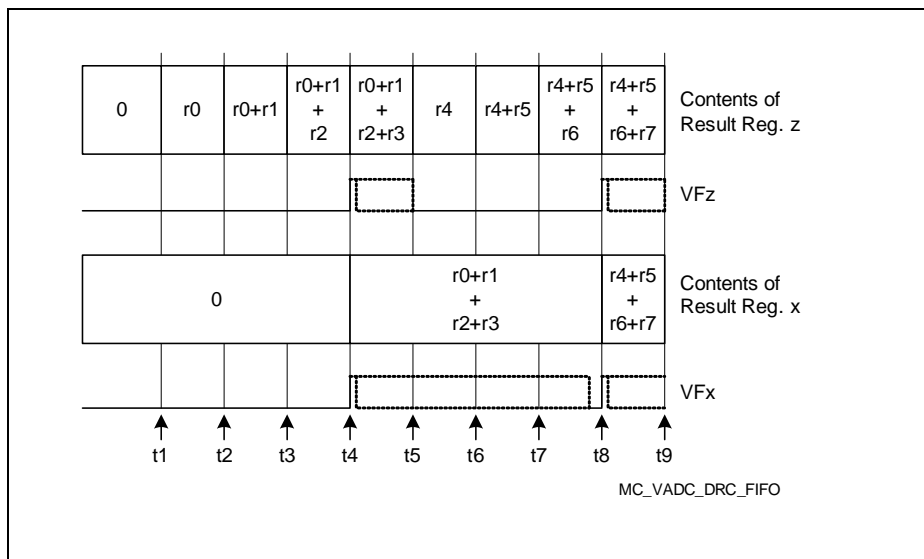 0
r0
r0+r1
r0+r1
+
r2
r0+r1
+
r2+r3
r4
r4+r5
r4+r5
+
r6
r4+r5
+
r6+r7
Contents of
Result Reg. z
VFz
0
r0+r1
+
r2+r3
r4+r5
+
r6+r7
Contents of
Result Reg. x
VFx
t1 t2 t3 t4 t5 t6 t7 t8 t9
MC_VADC_DRC_FIFO